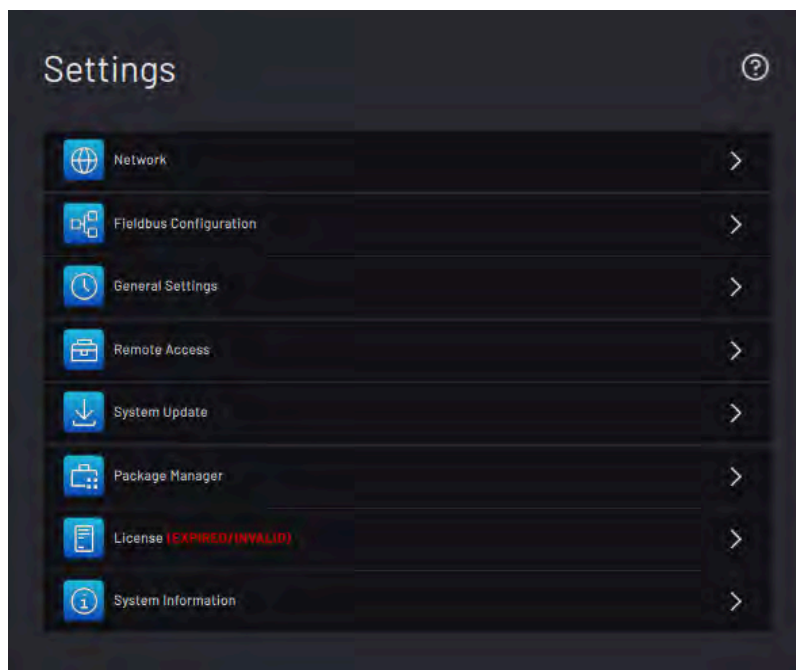 Settings
Network
Fieldbus Configuration
General Settings
Remote Access
System Update
Package Manager
License (EXPIRED/INVALID)
System Information